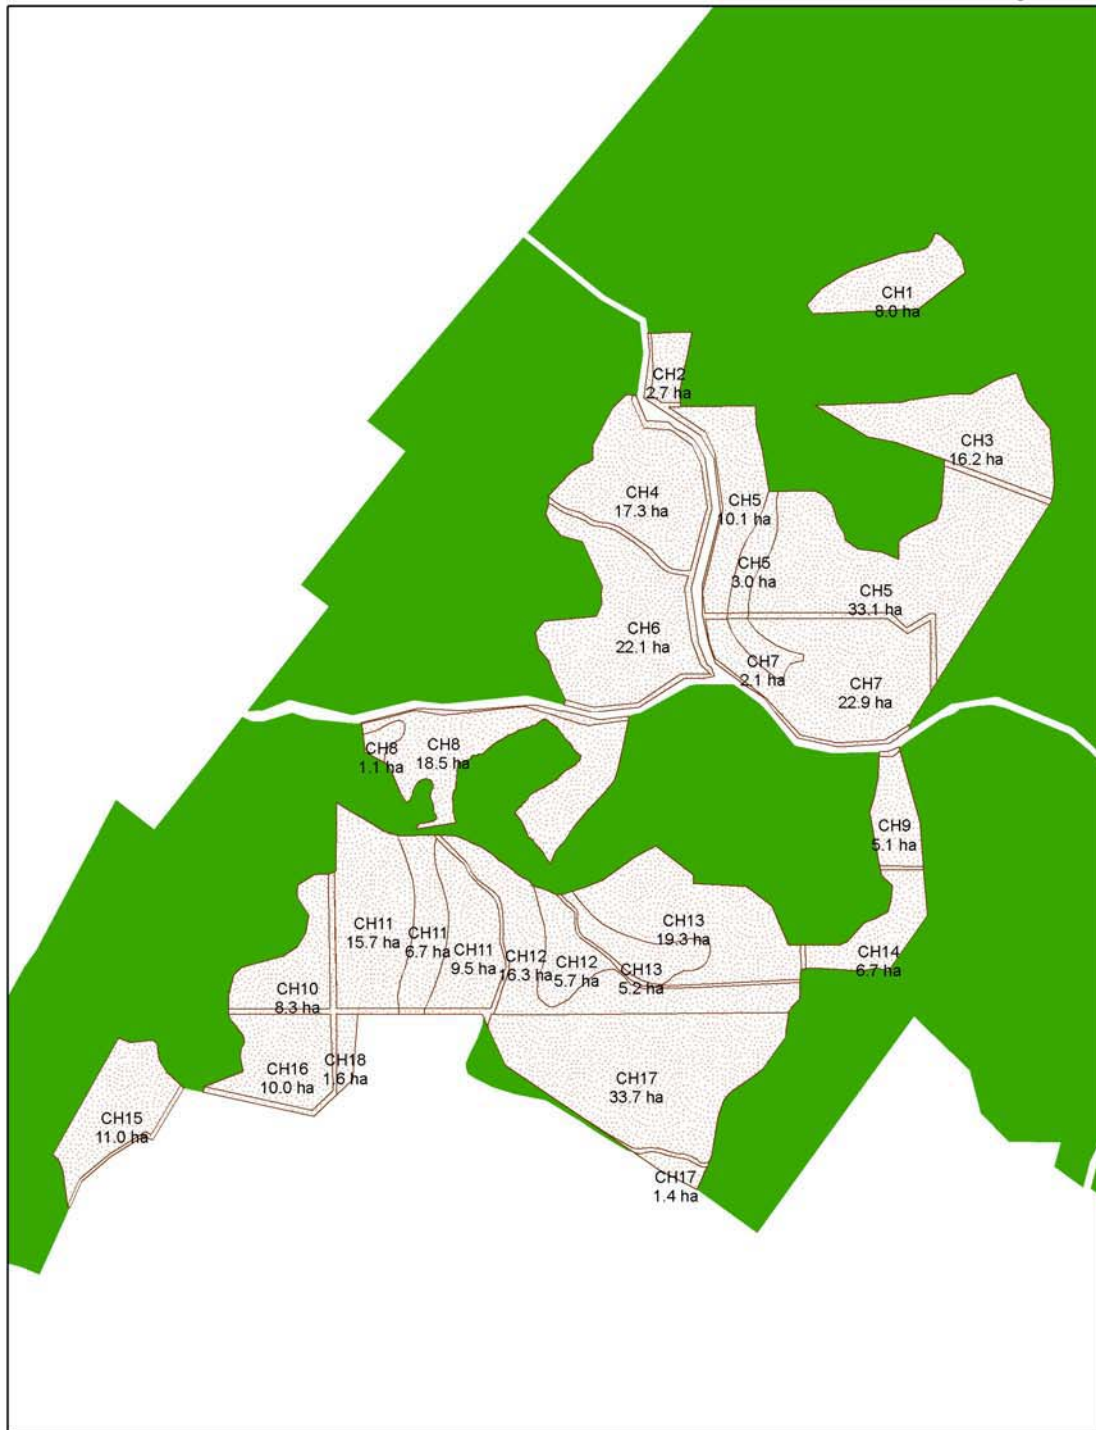 CH1
8.0 ha
CH2
2.7 ha
CH3
16.2 ha
CH4
17.3 ha
CH5
10.1 ha
CH5
3.0 ha
CH5
33.1 ha
CH6
22.1 ha
CH7
2.1 ha
CH7
22.9 ha
CH8
1.1 ha
CH8
18.5 ha
CH9
5.1 ha
CH11
15.7 ha
CH11
6.7 ha
CH11
9.5 ha
CH12
16.3 ha
CH12
5.7 ha
CH13
19.3 ha
CH13
5.2 ha
CH14
6.7 ha
CH10
8.3 ha
CH16
10.0 ha
CH18
1.6 ha
CH17
33.7 ha
CH15
11.0 ha
CH17
1.4 ha